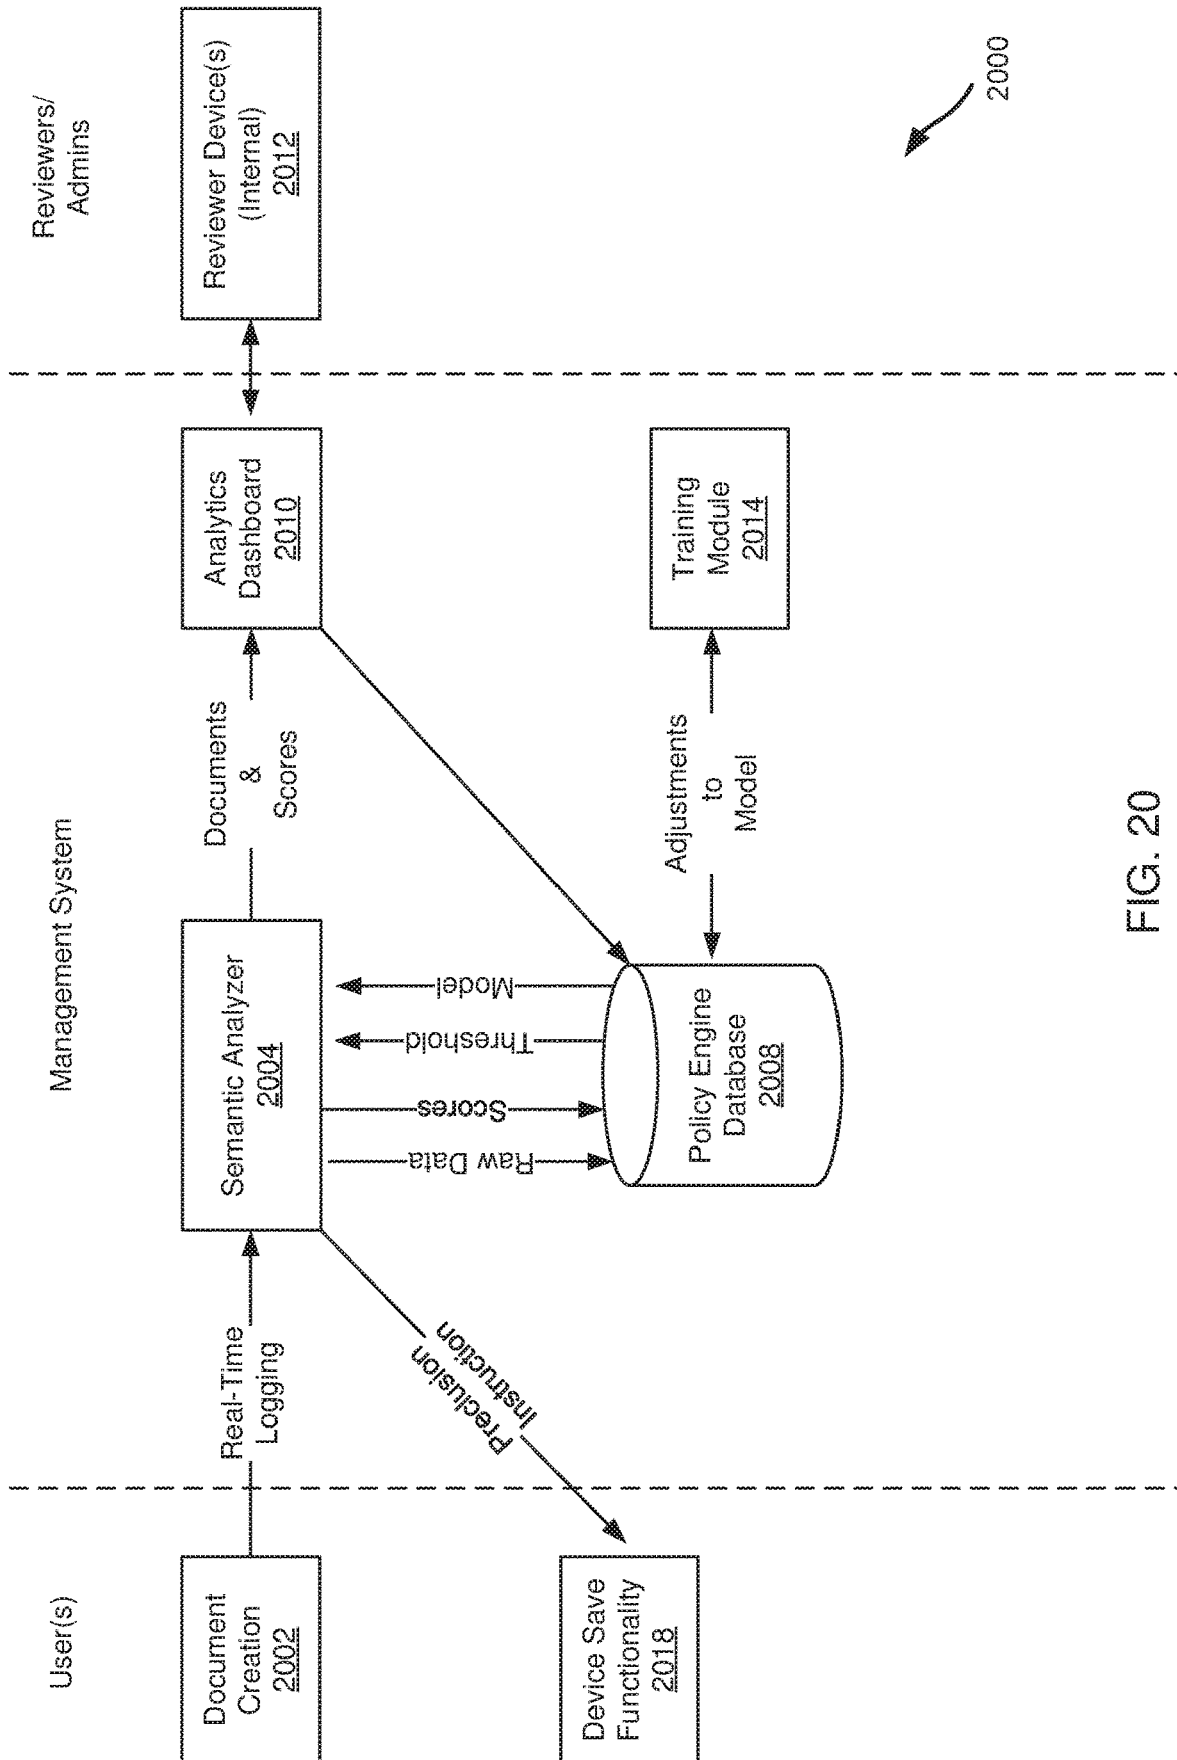 User(s)
Management System
Reviewers/
Admins
Document
Creation
2002
Real-Time
Logging
Semantic Analyzer
2004
Documents
&
Scores
Analytics
Dashboard
2010
Reviewer Device(s)
(Internal)
2012
Preclusion
Instruction
Raw Data
Scores
Threshold
Model
Device Save
Functionality
2018
Policy Engine
Database
2008
Adjustments
to
Model
Training
Module
2014
2000
FIG. 20